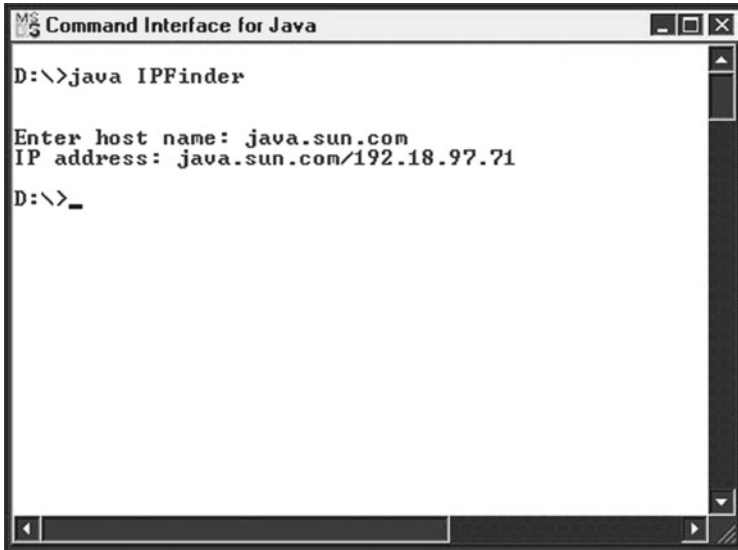 Command Interface for Java
D:\>java IPFinder
Enter host name: java.sun.com
IP address: java.sun.com/192.18.97.71
D:\>_